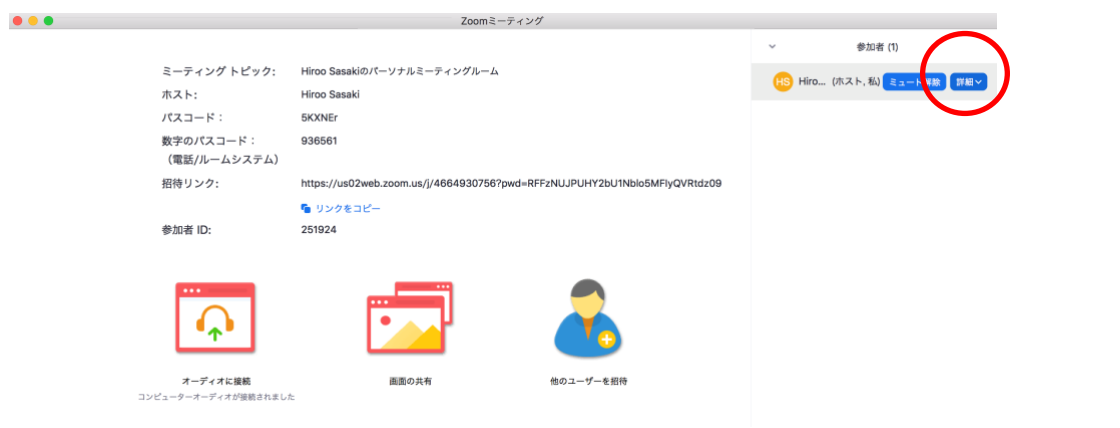 Zoomミーティング
ミーティング トピック: Hiroo Sasakiのパーソナルミーティングルーム
ホスト: Hiroo Sasaki
パスコード： 5KXNEr
数字のパスコード： 936561
（電話/ルームシステム）
招待リンク: https://us02web.zoom.us/j/4664930756?pwd=RFFzNUJPUHY2bU1Nblo5MFlyQVRtdz09
リンクをコピー
参加者 ID: 251924
オーディオに接続
コンピューターオーディオが接続されました
画面の共有
他のユーザーを招待
参加者 (1)
HS Hiro... (ホスト, 私) ミュート解除 詳細